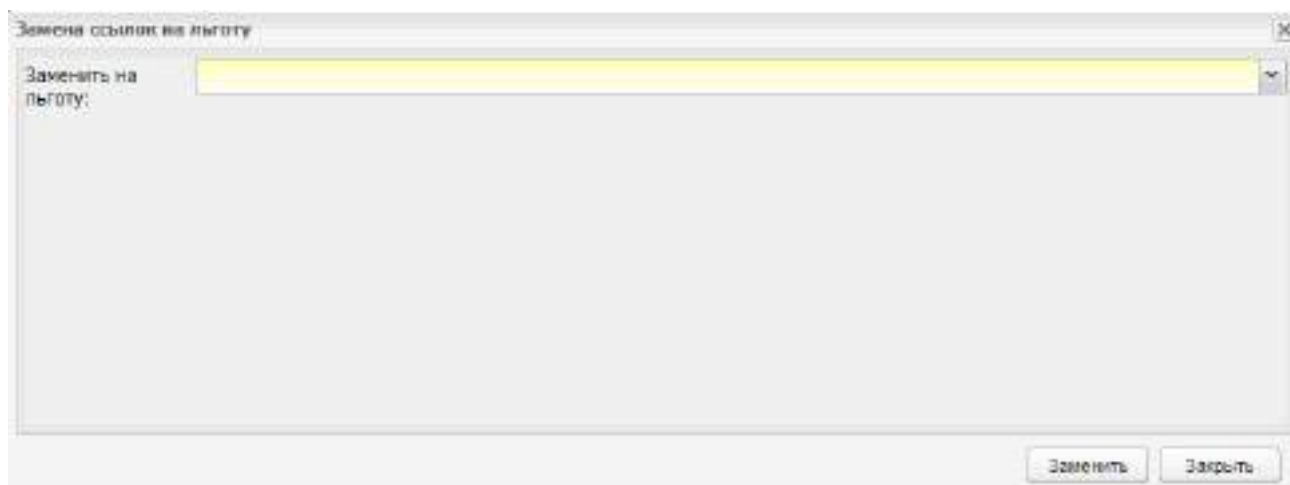 Замена ссылок на льготу
Заменить на
льготу:
Заменить Закрыть